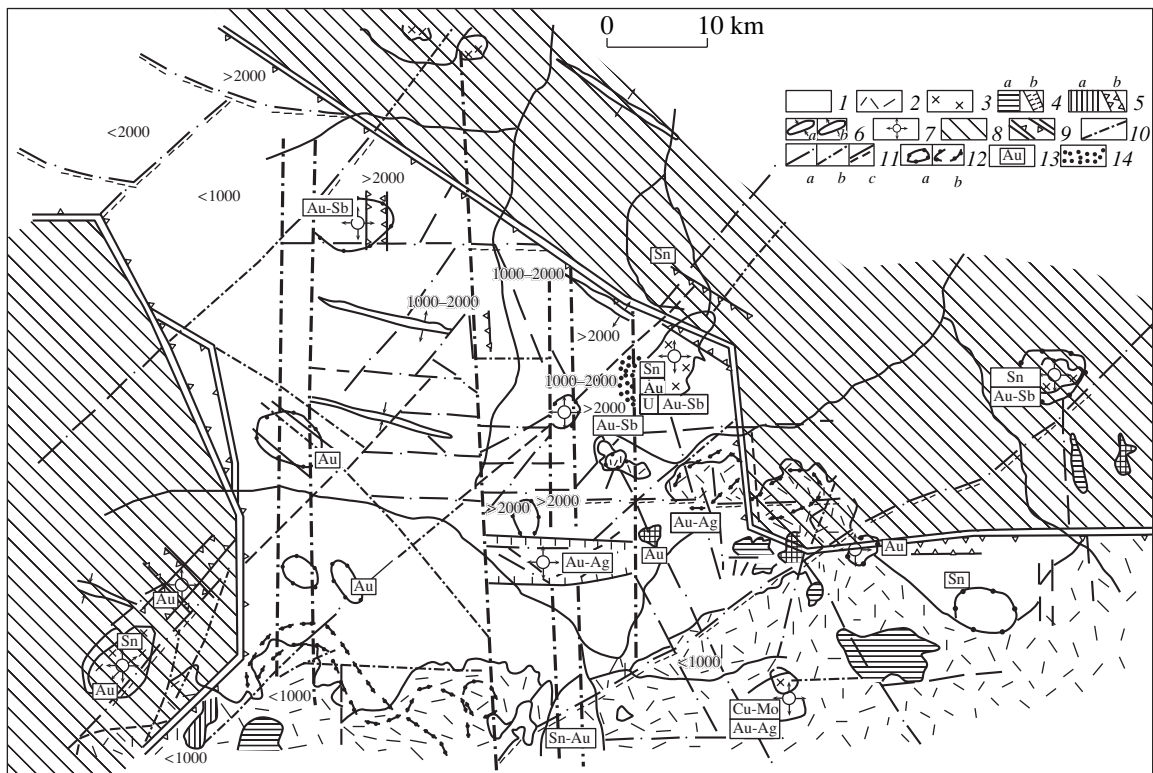 0 10 km
a b a b
1 2 3 4 5
a b 6 7 8 9 10
11 12 Au 13 14
a b c a b
>2000
<2000
<1000
>2000
Au-Sb
Sn
1000–2000
1000–2000
>2000
1000–2000
Sn
Au
U Au-Sb
Sn
Au-Sb
>2000
Au-Sb
Au
>2000
>2000
Au-Ag
Au
Au
Au-Ag
Au
Au
Sn
Sn
Au
<1000
<1000
Cu-Mo
Au-Ag
Sn-Au
<1000